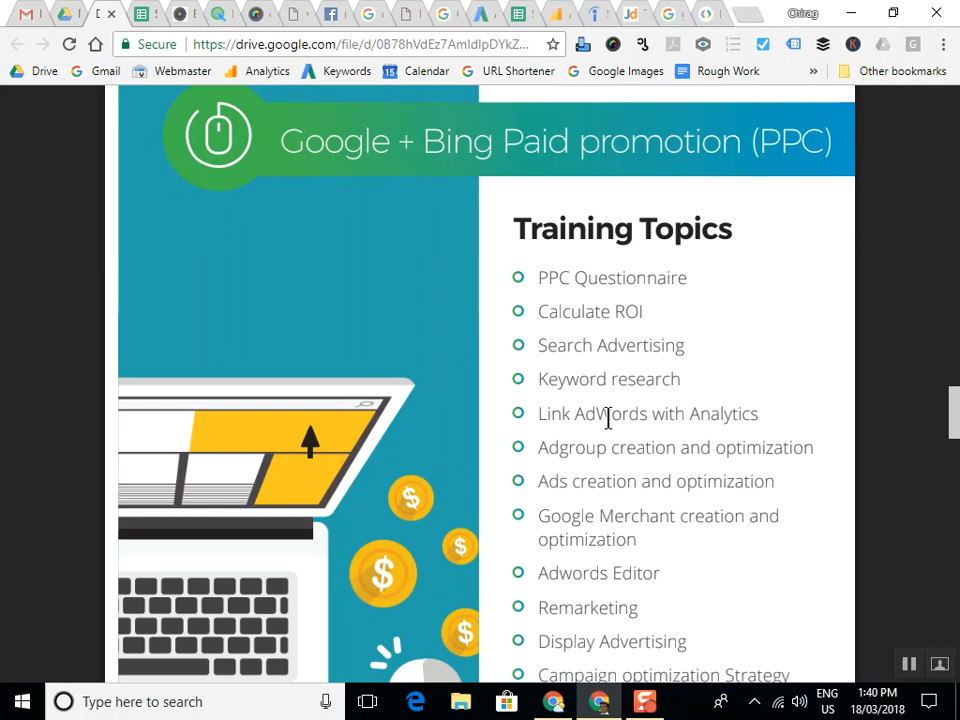 Chirag
Secure
https://drive.google.com/file/d/0B78hVdEz7AmIdlpDYkZ...
Drive
Gmail
Webmaster
Analytics
Keywords
15
Calendar
URL Shortener
Google Images
Rough Work
»
Other bookmarks
Google + Bing Paid promotion (PPC)
Training Topics
PPC Questionnaire
Calculate ROI
Search Advertising
Keyword research
Link AdWords with Analytics
Adgroup creation and optimization
Ads creation and optimization
Google Merchant creation and
optimization
Adwords Editor
Remarketing
Display Advertising
Campaign optimization Strategy
$
$
$
$
Type here to search
ENG
US
1:40 PM
18/03/2018